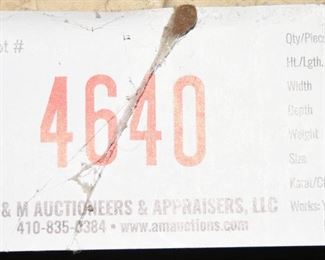 ot #
4640
& M AUCTIONEERS & APPRAISERS, LLC
410-835-0384 • www.amauctions.com
Qty/Piec
Ht./Lgth.
Width
Depth
Weight
Size
Karat/Cl
Works: Y